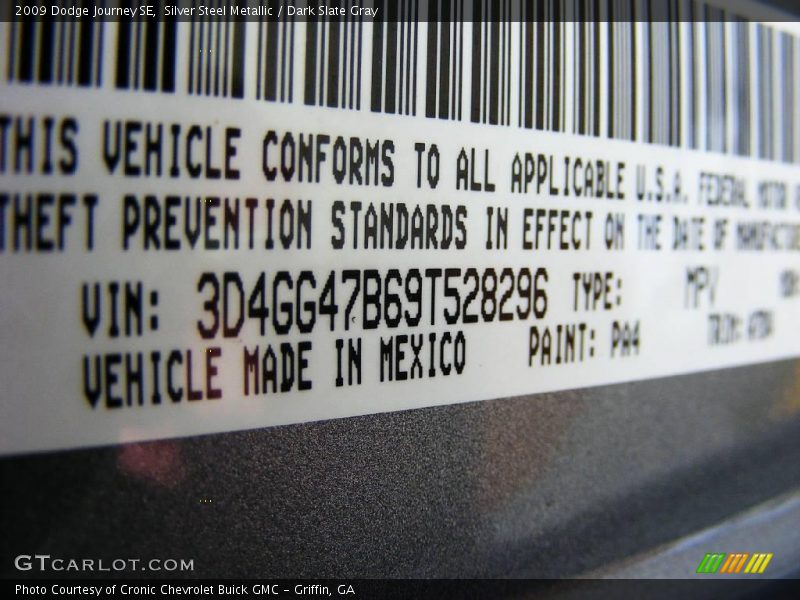 2009 Dodge Journey SE, Silver Steel Metallic / Dark Slate Gray
THIS VEHICLE CONFORMS TO ALL APPLICABLE U.S.A. FEDERAL MOTOR
THEFT PREVENTION STANDARDS IN EFFECT ON THE DATE OF
VIN: 3D4GG47B69T528296 TYPE: MPV
VEHICLE MADE IN MEXICO PAINT: PA4 TRIM:
GTCARLOT.COM
Photo Courtesy of Cronic Chevrolet Buick GMC - Griffin, GA